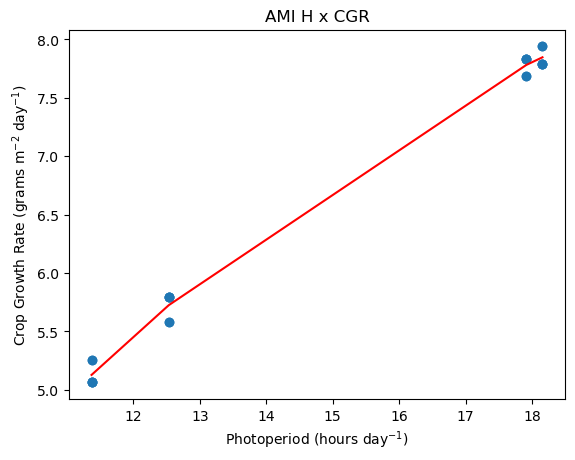 AMI H x CGR
Crop Growth Rate (grams m⁻² day⁻¹)
8.0
7.5
7.0
6.5
6.0
5.5
5.0
12 13 14 15 16 17 18
Photoperiod (hours day⁻¹)